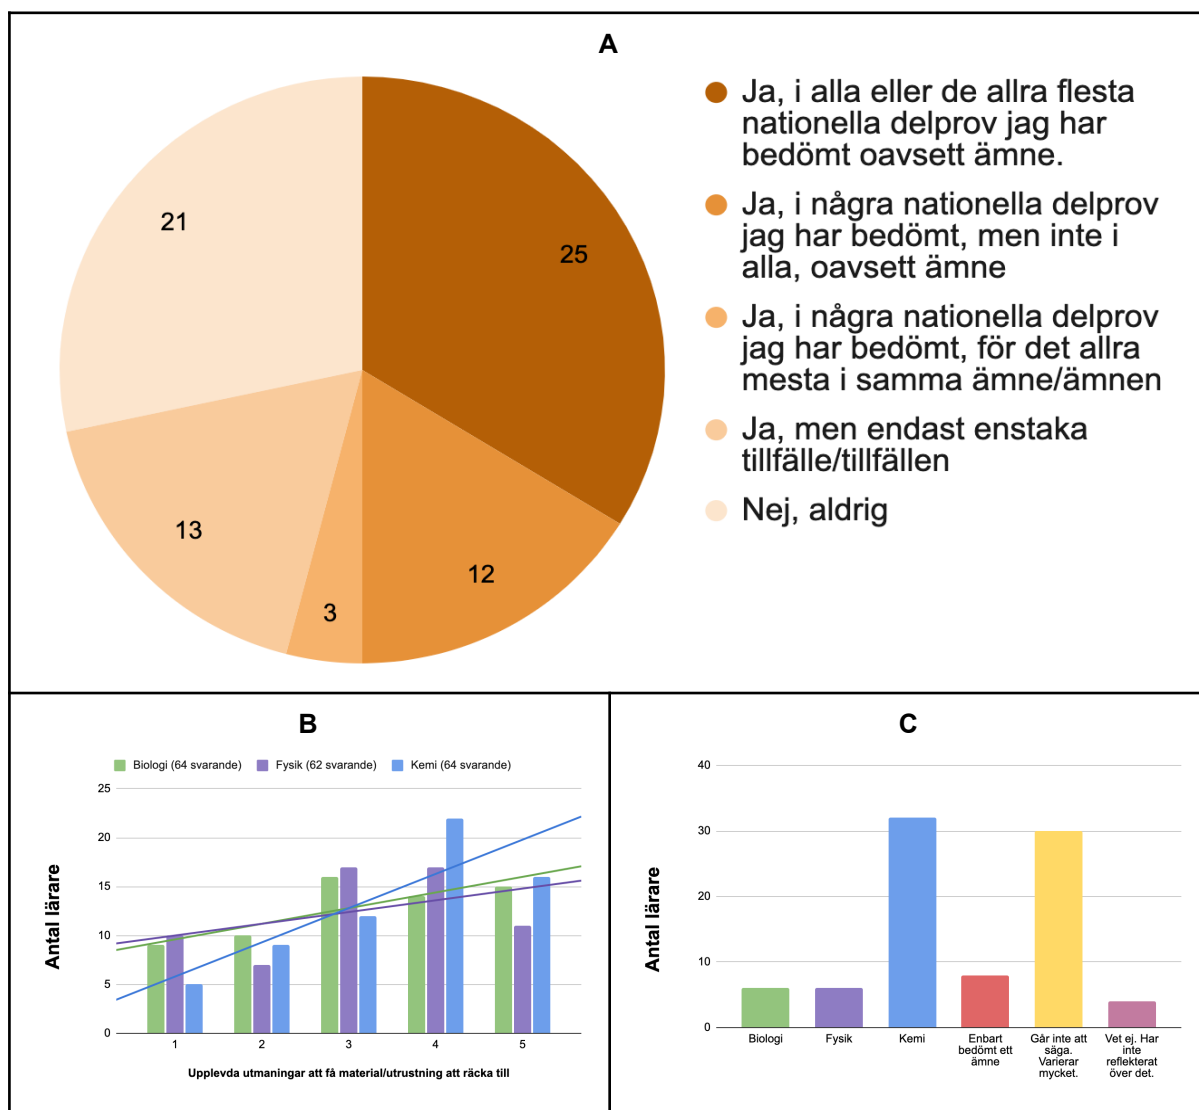 A
21
25
13
3
12
Ja, i alla eller de allra flesta
nationella delprov jag har
bedömt oavsett ämne.
Ja, i några nationella delprov
jag har bedömt, men inte i
alla, oavsett ämne
Ja, i några nationella delprov
jag har bedömt, för det allra
mesta i samma ämne/ämnen
Ja, men endast enstaka
tillfälle/tillfällen
Nej, aldrig
B
Biologi (64 svarande) Fysik (62 svarande) Kemi (64 svarande)
Antal lärare
25
20
15
10
5
0
1 2 3 4 5
Upplevda utmaningar att få material/utrustning att räcka till
C
Antal lärare
40
30
20
10
0
Biologi
Fysik
Kemi
Enbart
bedömt ett
ämne
Går inte att
säga.
Varierar
mycket.
Vet ej. Har
inte
reflekterat
över det.